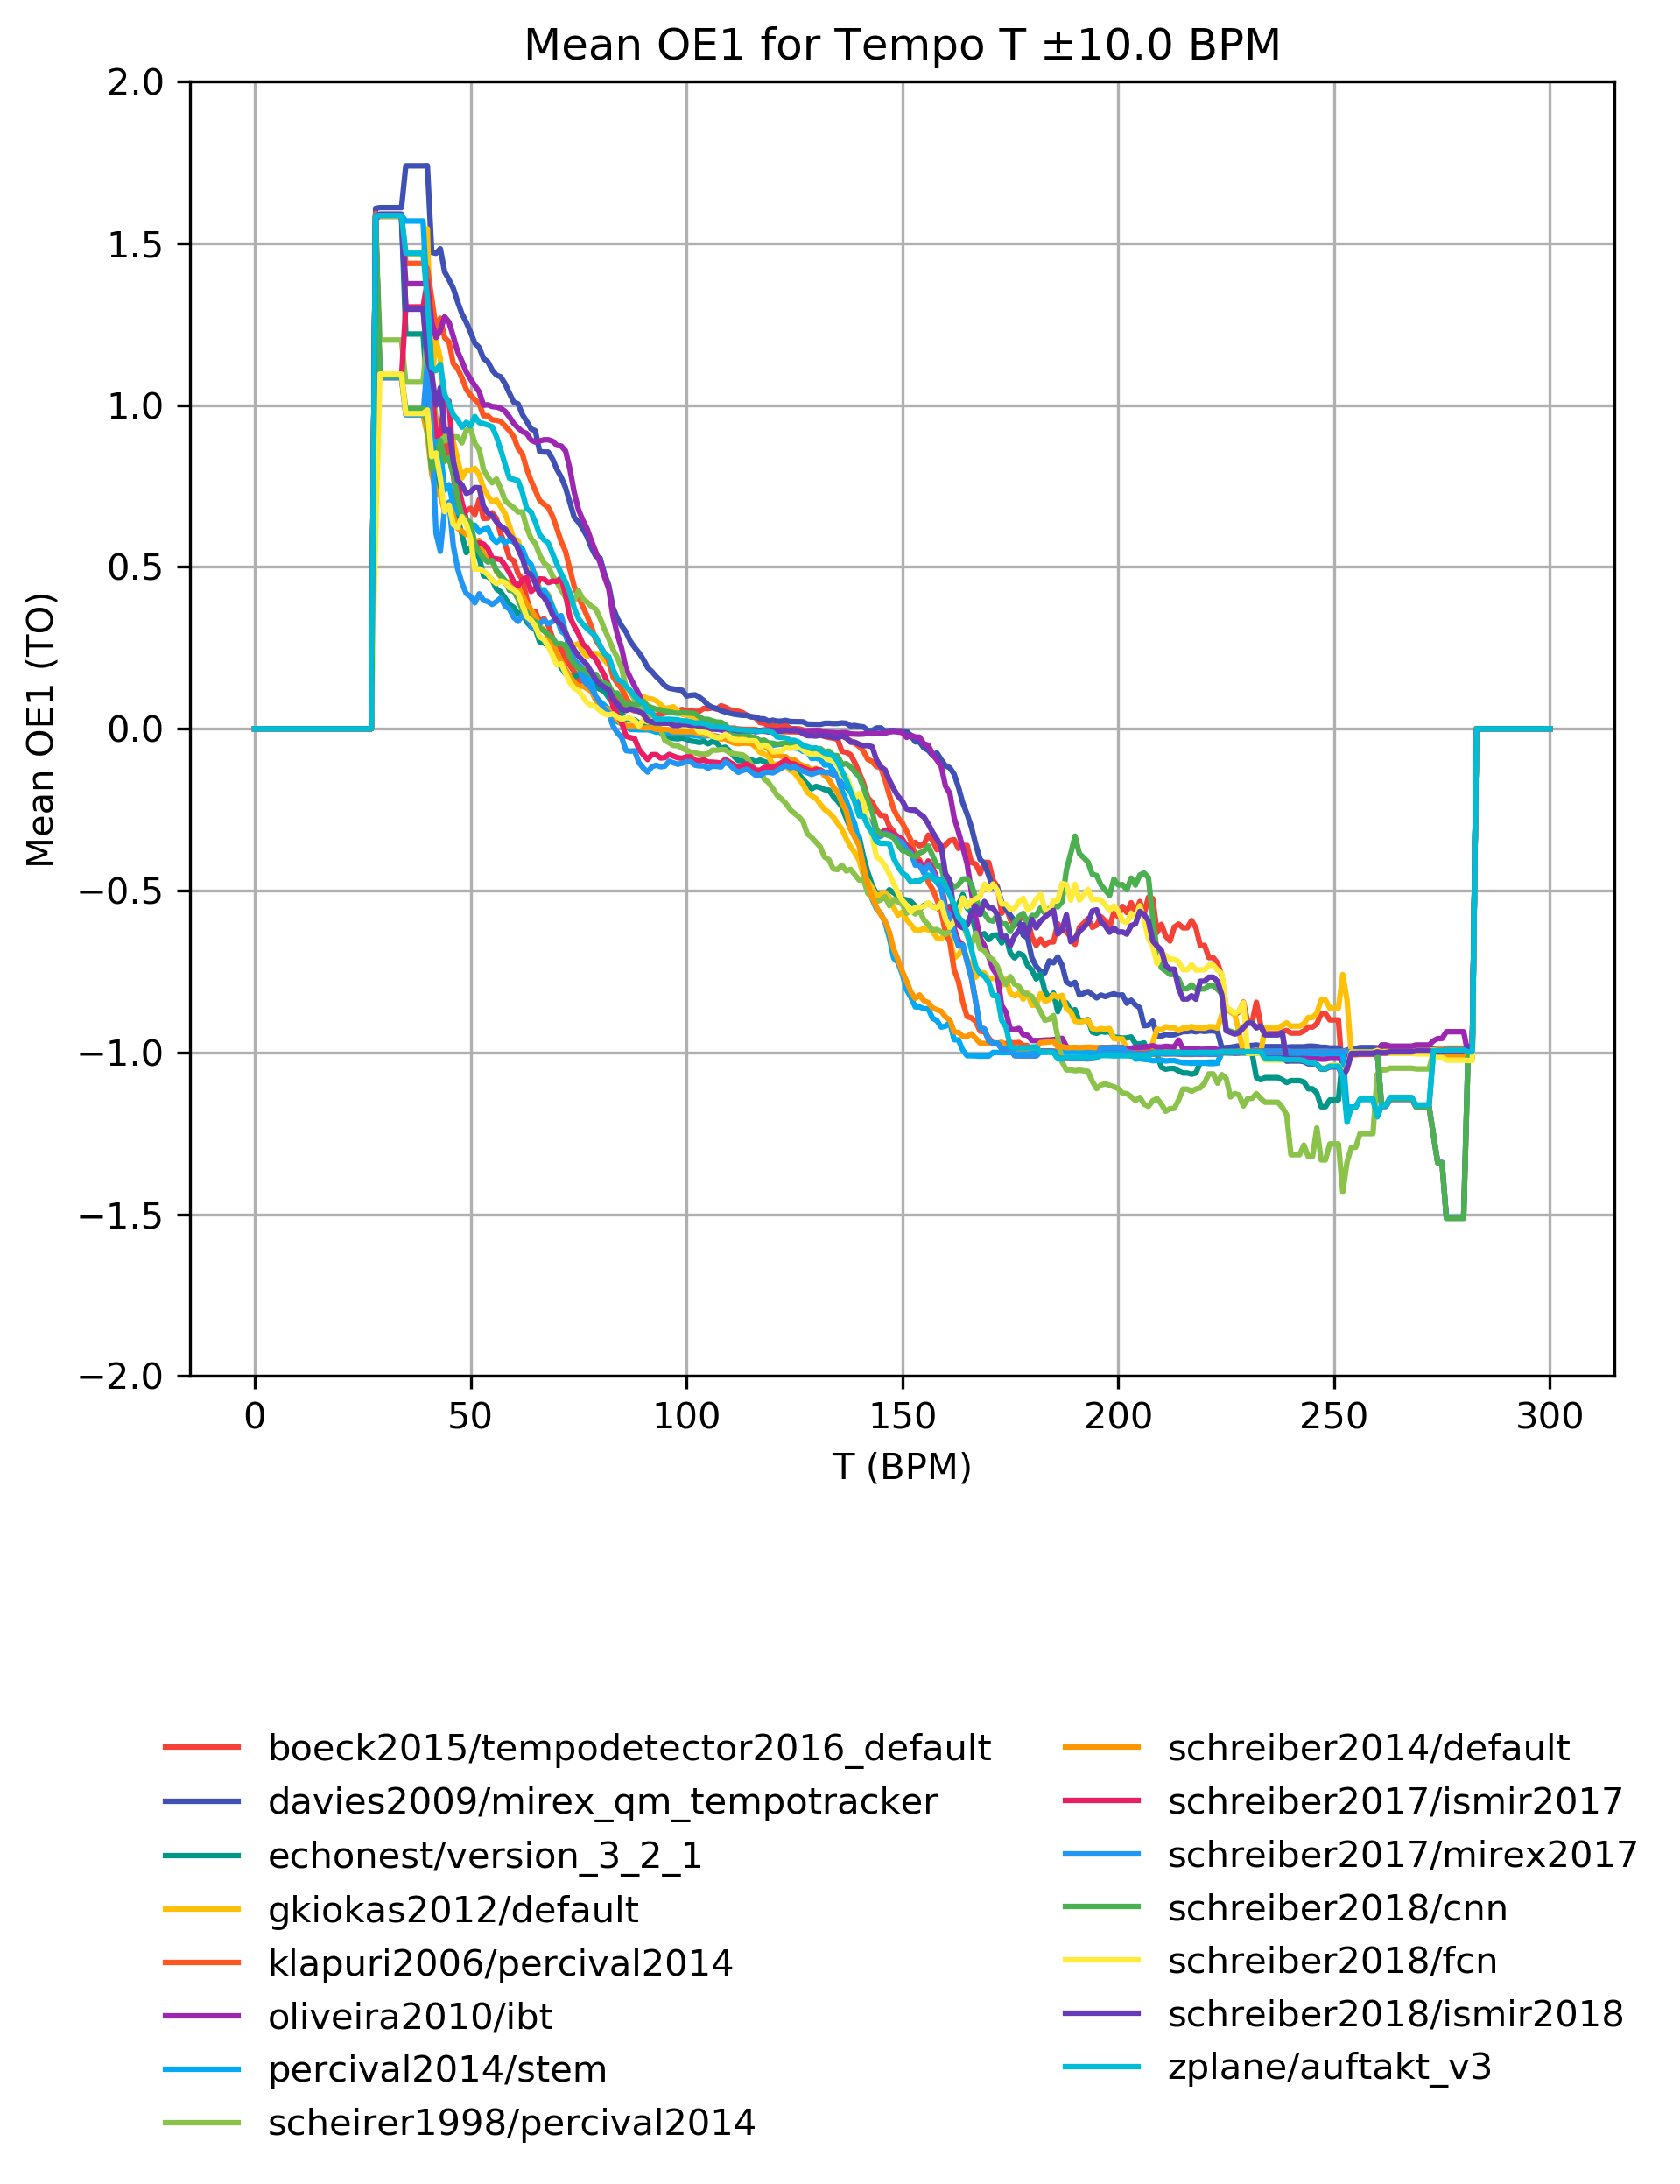 Mean OE1 for Tempo T ±10.0 BPM
2.0
1.5
1.0
0.5
0.0
−0.5
−1.0
−1.5
−2.0
Mean OE1 (TO)
0 50 100 150 200 250 300
T (BPM)
boeck2015/tempodetector2016_default
davies2009/mirex_qm_tempotracker
echonest/version_3_2_1
gkiokas2012/default
klapuri2006/percival2014
oliveira2010/ibt
percival2014/stem
scheirer1998/percival2014
schreiber2014/default
schreiber2017/ismir2017
schreiber2017/mirex2017
schreiber2018/cnn
schreiber2018/fcn
schreiber2018/ismir2018
zplane/auftakt_v3